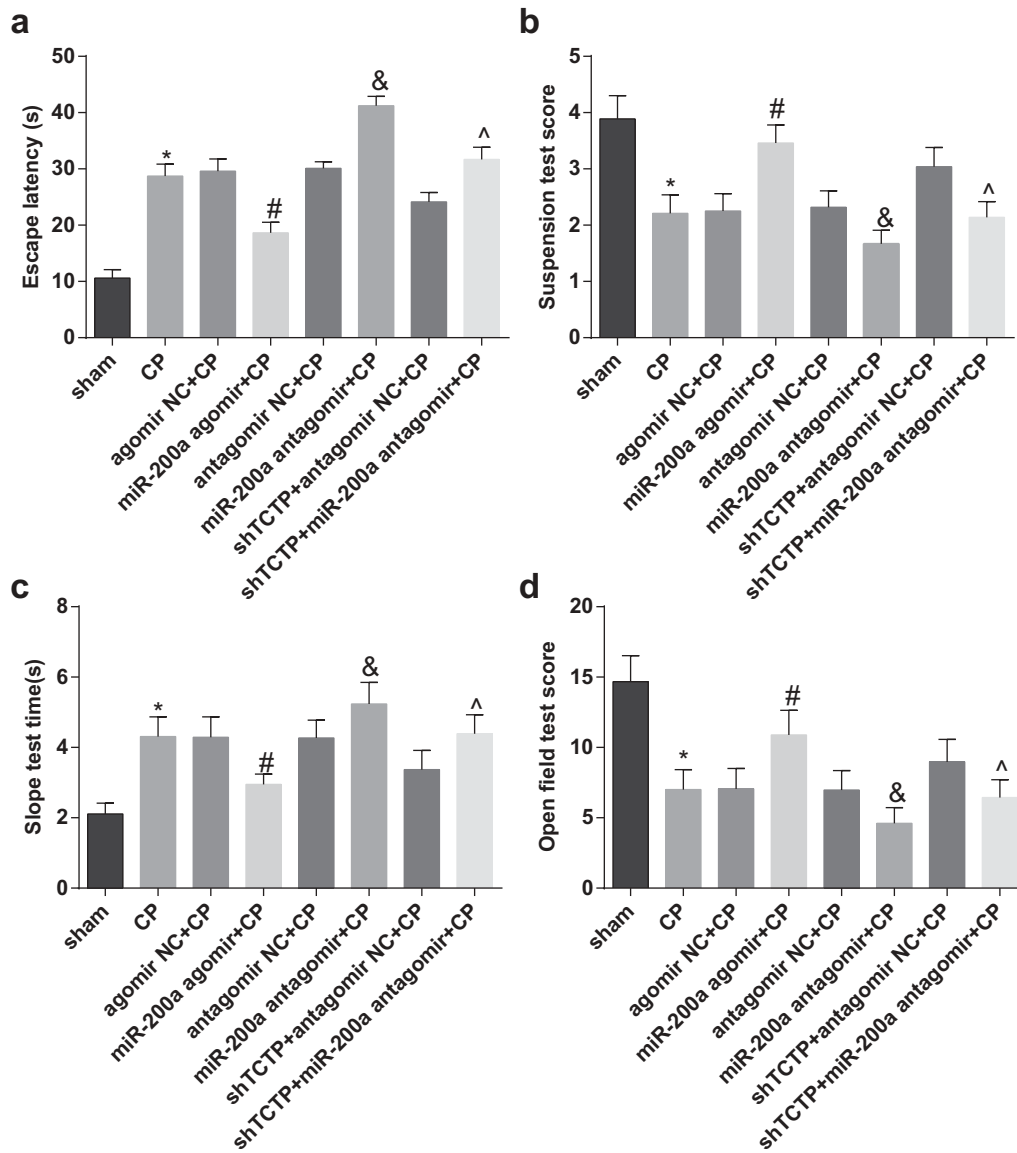 a
Escape latency (s)
50
40
30
20
10
0
*
#
&
^
sham
CP
agomir NC+CP
miR-200a agomir+CP
antagomir NC+CP
miR-200a antagomir+CP
shTCTP+antagomir NC+CP
shTCTP+miR-200a antagomir+CP
b
Suspension test score
5
4
3
2
1
0
*
#
&
^
sham
CP
agomir NC+CP
miR-200a agomir+CP
antagomir NC+CP
miR-200a antagomir+CP
shTCTP+antagomir NC+CP
shTCTP+miR-200a antagomir+CP
c
Slope test time(s)
8
6
4
2
0
*
#
&
^
sham
CP
agomir NC+CP
miR-200a agomir+CP
antagomir NC+CP
miR-200a antagomir+CP
shTCTP+antagomir NC+CP
shTCTP+miR-200a antagomir+CP
d
Open field test score
20
15
10
5
0
*
#
&
^
sham
CP
agomir NC+CP
miR-200a agomir+CP
antagomir NC+CP
miR-200a antagomir+CP
shTCTP+antagomir NC+CP
shTCTP+miR-200a antagomir+CP